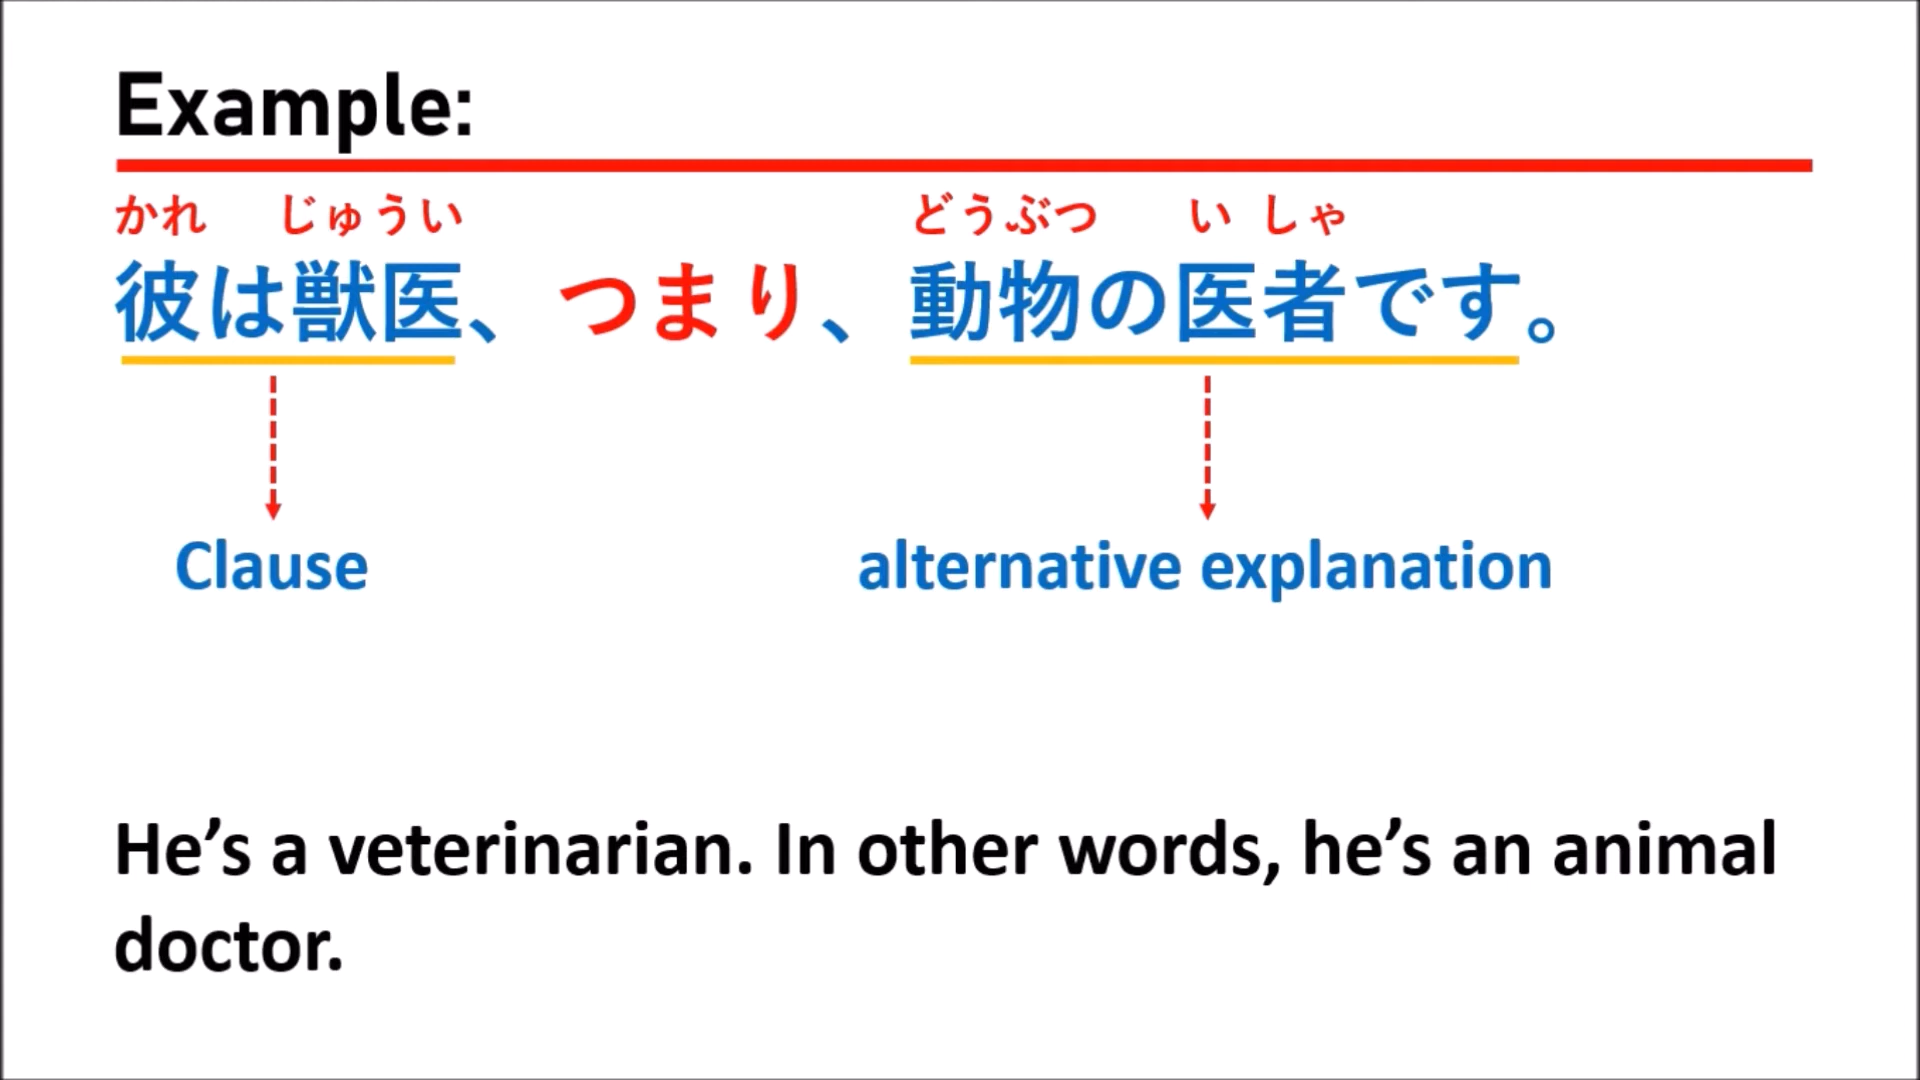 Example:
かれ じゅうい どうぶつ い しゃ
彼は獣医、つまり、動物の医者です。
Clause alternative explanation
He’s a veterinarian. In other words, he’s an animal
doctor.